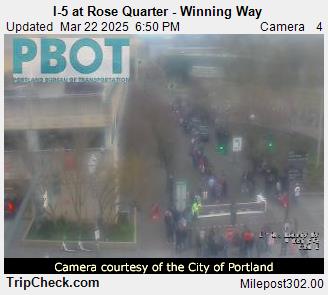 I-5 at Rose Quarter - Winning Way
Updated Mar 22 2025 6:50 PM Camera 4
PBOT
PORTLAND BUREAU OF TRANSPORTATION
Camera courtesy of the City of Portland
TripCheck.com Milepost302.00